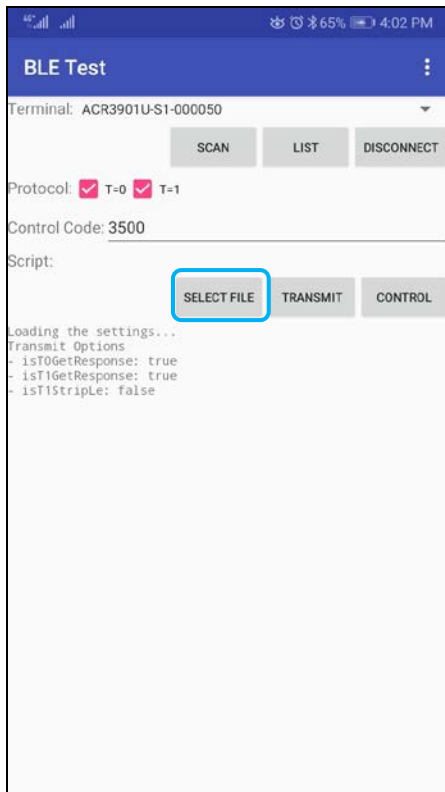 65% 4:02 PM
BLE Test
Terminal: ACR3901U-S1-000050
SCAN LIST DISCONNECT
Protocol: T=0 T=1
Control Code: 3500
Script:
SELECT FILE TRANSMIT CONTROL
Loading the settings...
Transmit Options
- isT0GetResponse: true
- isT1GetResponse: true
- isT1StripLe: false